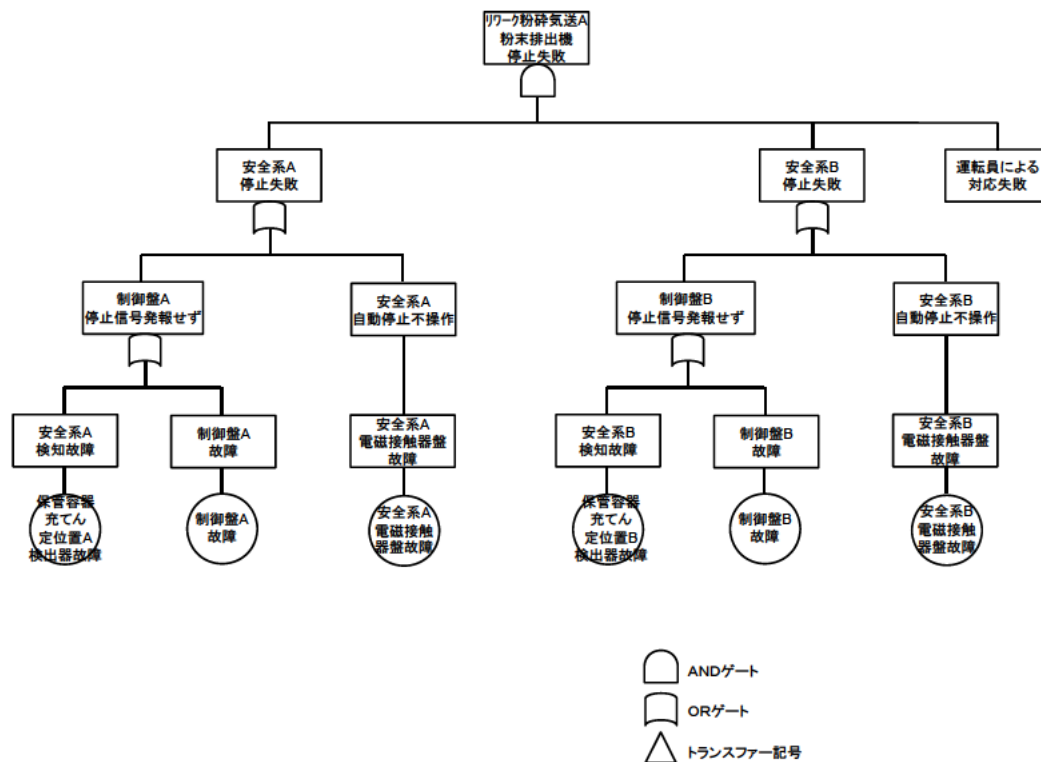 リワーク粉砕気送A
粉末排出機
停止失敗
安全系A
停止失敗
安全系B
停止失敗
運転員による
対応失敗
制御盤A
停止信号発報せず
安全系A
自動停止不操作
制御盤B
停止信号発報せず
安全系B
自動停止不操作
安全系A
検知故障
制御盤A
故障
安全系A
電磁接触器盤
故障
安全系B
検知故障
制御盤B
故障
安全系B
電磁接触器盤
故障
保管容器
充てん
定位置A
検出器故障
制御盤A
故障
安全系A
電磁接触
器盤故障
保管容器
充てん
定位置B
検出器故障
制御盤B
故障
安全系B
電磁接触
器盤故障
ANDゲート
ORゲート
トランスファー記号